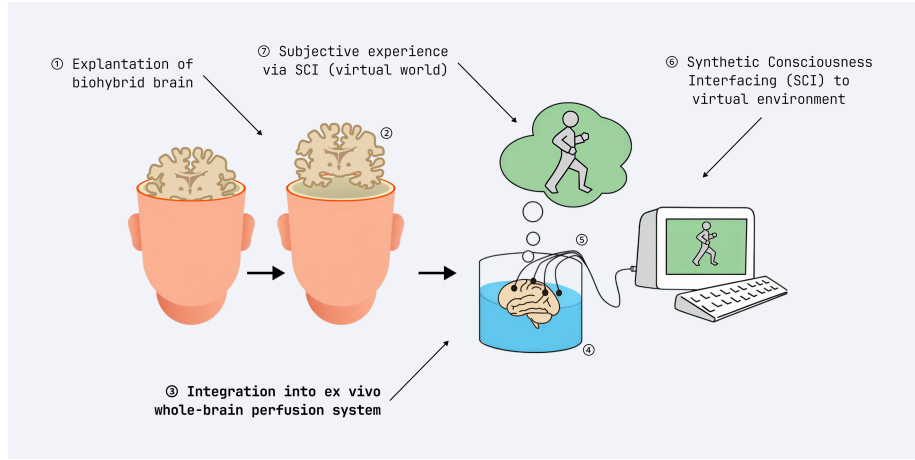 ① Explantation of
biohybrid brain
②
⑦ Subjective experience
via SCI (virtual world)
⑥ Synthetic Consciousness
Interfacing (SCI) to
virtual environment
⑤
④
③ Integration into ex vivo
whole-brain perfusion system